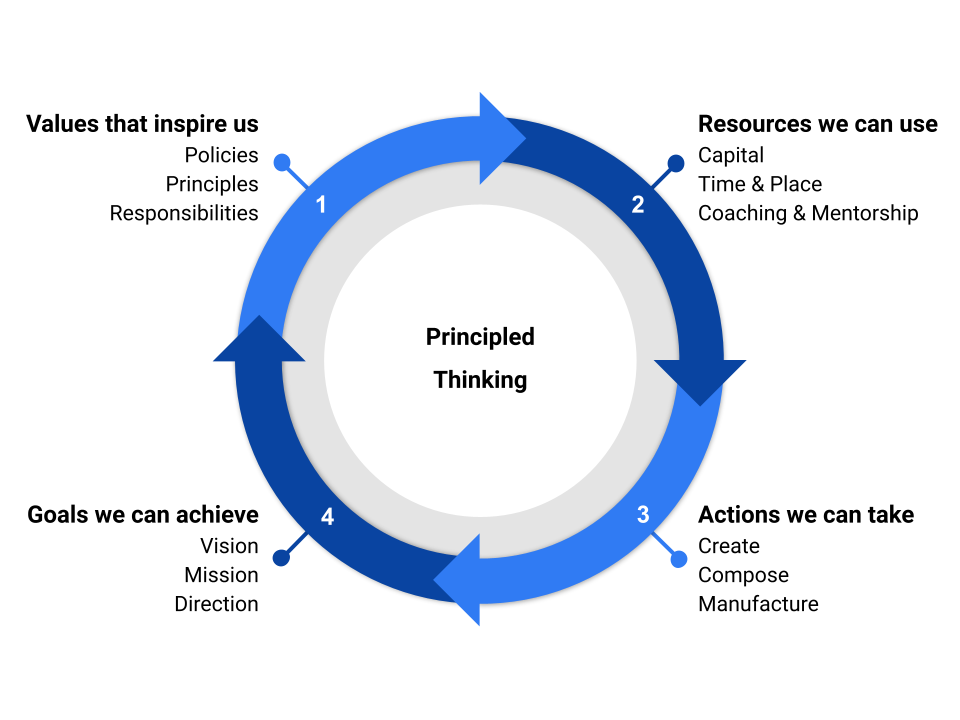 Values that inspire us
Policies
Principles
Responsibilities
1
Resources we can use
Capital
Time & Place
Coaching & Mentorship
2
Principled
Thinking
Actions we can take
Create
Compose
Manufacture
3
Goals we can achieve
Vision
Mission
Direction
4